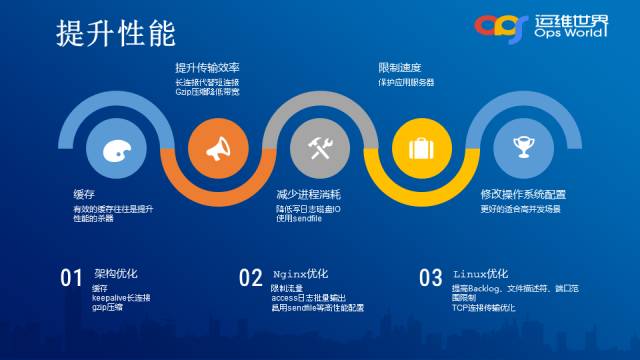 提升性能
运维世界
Ops World
提升传输效率
长连接代替短连接
Gzip压缩降低带宽
限制速度
保护应用服务器
缓存
有效的缓存往往是提升
性能的杀器
减少进程消耗
降低写日志磁盘IO
使用sendfile
修改操作系统配置
更好的适合高并发场景
01 架构优化
缓存
keepalive长连接
gzip压缩
02 Nginx优化
限制流量
access日志批量输出
启用sendfile等高性能配置
03 Linux优化
提高Backlog、文件描述符、端口范
围限制
TCP连接传输优化